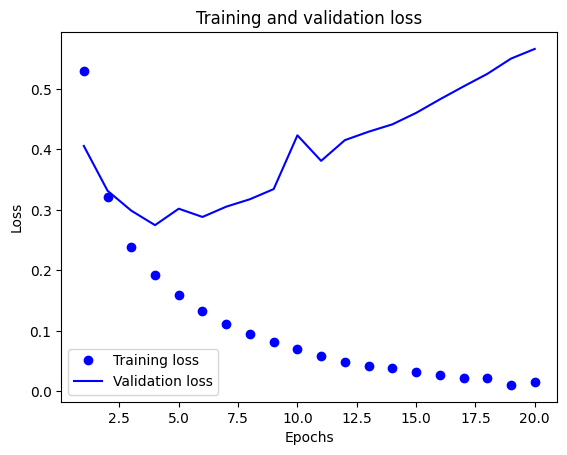 Training and validation loss
0.5
0.4
0.3
0.2
0.1
0.0
Loss
Training loss
Validation loss
2.5 5.0 7.5 10.0 12.5 15.0 17.5 20.0
Epochs